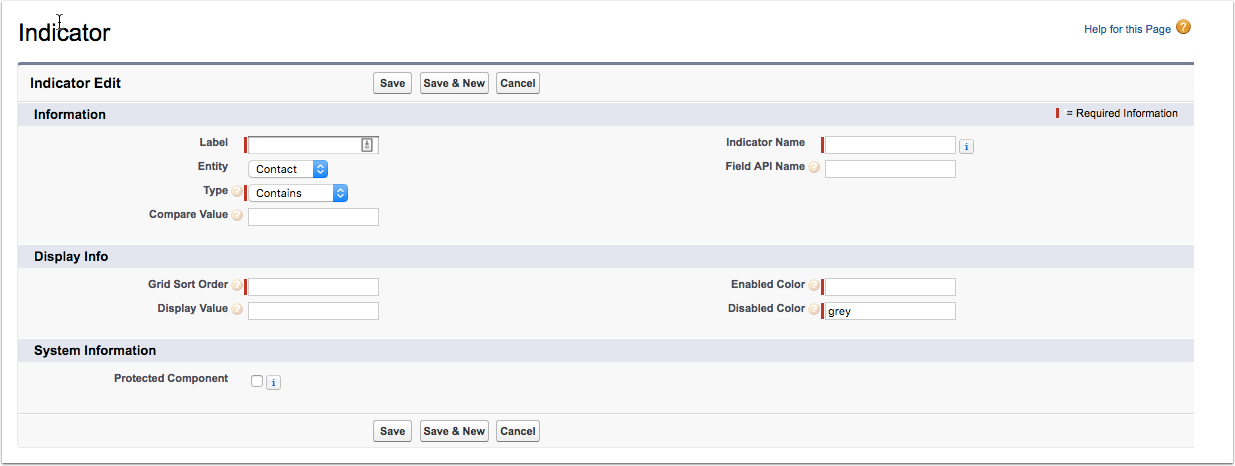 Indicator
Help for this Page ?
Indicator Edit Save Save & New Cancel
Information = Required Information
Label Indicator Name i
Entity Contact Field API Name ?
Type ? Contains
Compare Value ?
Display Info
Grid Sort Order ? Enabled Color ?
Display Value ? Disabled Color ? grey
System Information
Protected Component i
Save Save & New Cancel